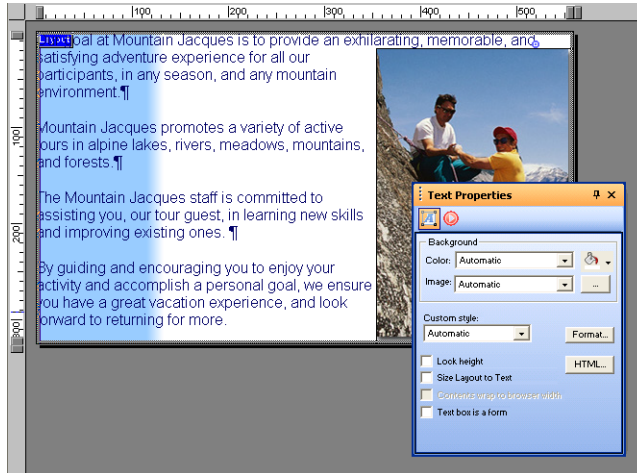 100 200 300 400 500
Layout oal at Mountain Jacques is to provide an exhilarating, memorable, and
satisfying adventure experience for all our
participants, in any season, and any mountain
environment.¶
100
Mountain Jacques promotes a variety of active
tours in alpine lakes, rivers, meadows, mountains,
and forests.¶
200
The Mountain Jacques staff is committed to
assisting you, our tour guest, in learning new skills
and improving existing ones. ¶
By guiding and encouraging you to enjoy your
activity and accomplish a personal goal, we ensure
you have a great vacation experience, and look
forward to returning for more.
300
Text Properties
A
Background
Color: Automatic
Image: Automatic ...
Custom style:
Automatic Format...
Lock height HTML...
Size Layout to Text
Contents wrap to browser width
Text box is a form